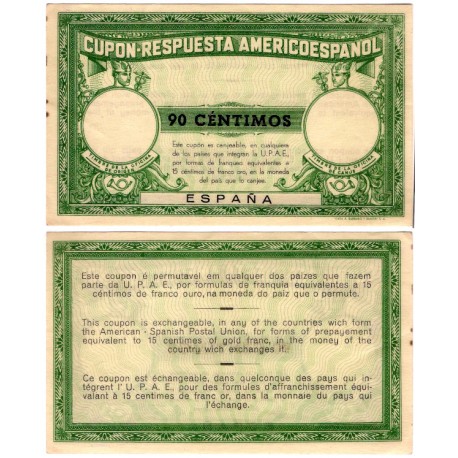 CUPON-RESPUESTA AMERICOESPAÑOL
90 CÉNTIMOS
Este cupón es canjeable, en cualquiera
de los países que integran la U.P.A.E.,
por fórmulas de franqueo equivalentes a
15 céntimos de franco oro, en la moneda
del país que lo canjee.
ESPAÑA
Este coupon é permutavel em qualquer dos paizes que fazem
parte da U. P. A. E., por formulas de franquia equivalentes a 15
céntimos de franco ouro, na moneda do paiz que o permute.
This coupon is exchangeable, in any of the countries wich form
the American - Spanish Postal Union, for forms of prepayement
equivalent to 15 centimes of gold franc, in the money of the
country wich exchanges it.
Ce coupon est échangeable, dans quelconque des pays qui in-
tégrent l' U. P. A. E. pour des formules d'affranchissement équi-
valents à 15 centimes de franc or, dans la monnaie du pays qui
l'échange.